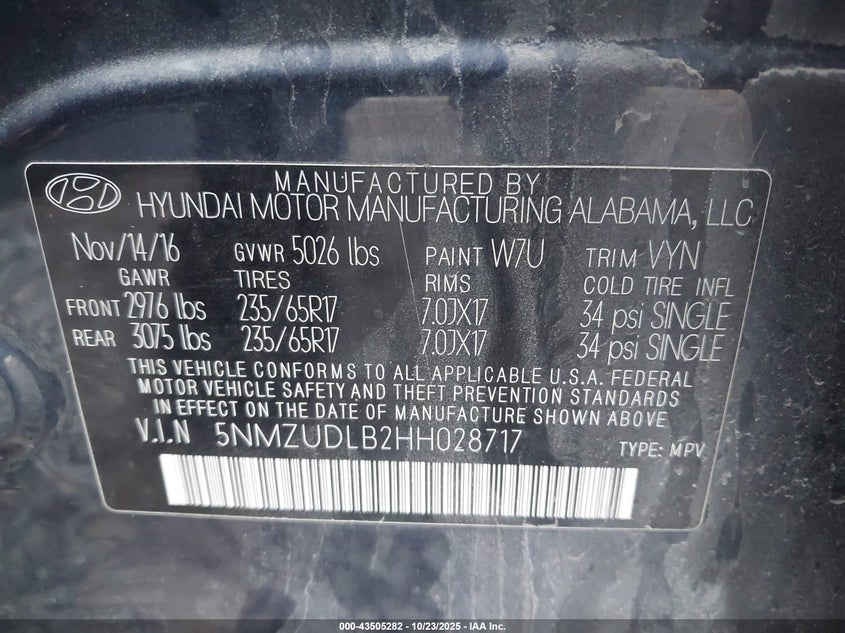 MANUFACTURED BY
HYUNDAI MOTOR MANUFACTURING ALABAMA, LLC
Nov/14/16 GVWR 5026 lbs PAINT W7U TRIM VYN
GAWR TIRES RIMS COLD TIRE INFL
FRONT 2976 lbs 235/65R17 7.0JX17 34 psi SINGLE
REAR 3075 lbs 235/65R17 7.0JX17 34 psi SINGLE
THIS VEHICLE CONFORMS TO ALL APPLICABLE U.S.A. FEDERAL
MOTOR VEHICLE SAFETY AND THEFT PREVENTION STANDARDS
IN EFFECT ON THE DATE OF MANUFACTURE SHOWN ABOVE
V.I.N 5NMZUDLB2HH028717 TYPE: MPV
000-43505282 - 10/23/2025 - IAA Inc.